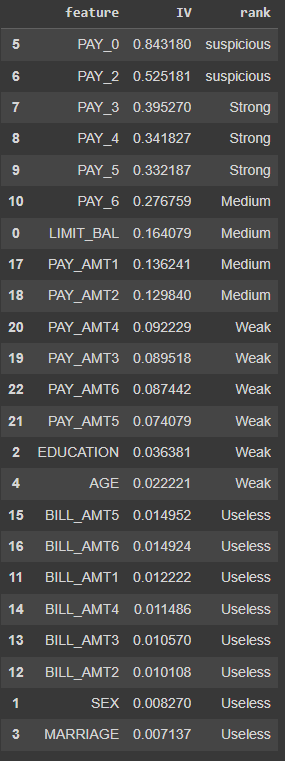 feature IV rank
5 PAY_0 0.843180 suspicious
6 PAY_2 0.525181 suspicious
7 PAY_3 0.395270 Strong
8 PAY_4 0.341827 Strong
9 PAY_5 0.332187 Strong
10 PAY_6 0.276759 Medium
0 LIMIT_BAL 0.164079 Medium
17 PAY_AMT1 0.136241 Medium
18 PAY_AMT2 0.129840 Medium
20 PAY_AMT4 0.092229 Weak
19 PAY_AMT3 0.089518 Weak
22 PAY_AMT6 0.087442 Weak
21 PAY_AMT5 0.074079 Weak
2 EDUCATION 0.036381 Weak
4 AGE 0.022221 Weak
15 BILL_AMT5 0.014952 Useless
16 BILL_AMT6 0.014924 Useless
11 BILL_AMT1 0.012222 Useless
14 BILL_AMT4 0.011486 Useless
13 BILL_AMT3 0.010570 Useless
12 BILL_AMT2 0.010108 Useless
1 SEX 0.008270 Useless
3 MARRIAGE 0.007137 Useless